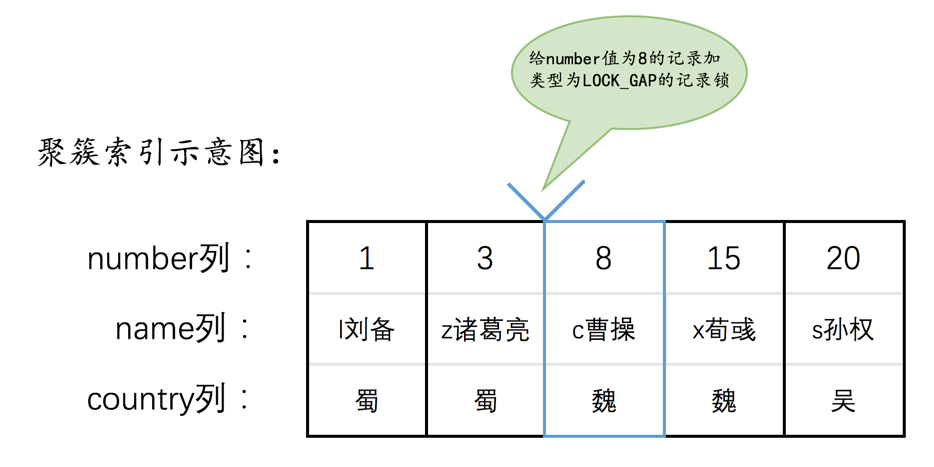 给number值为8的记录加
类型为LOCK_GAP的记录锁
聚簇索引示意图：
number列： 1 3 8 15 20
name列： l刘备 z诸葛亮 c曹操 x荀彧 s孙权
country列： 蜀 蜀 魏 魏 吴